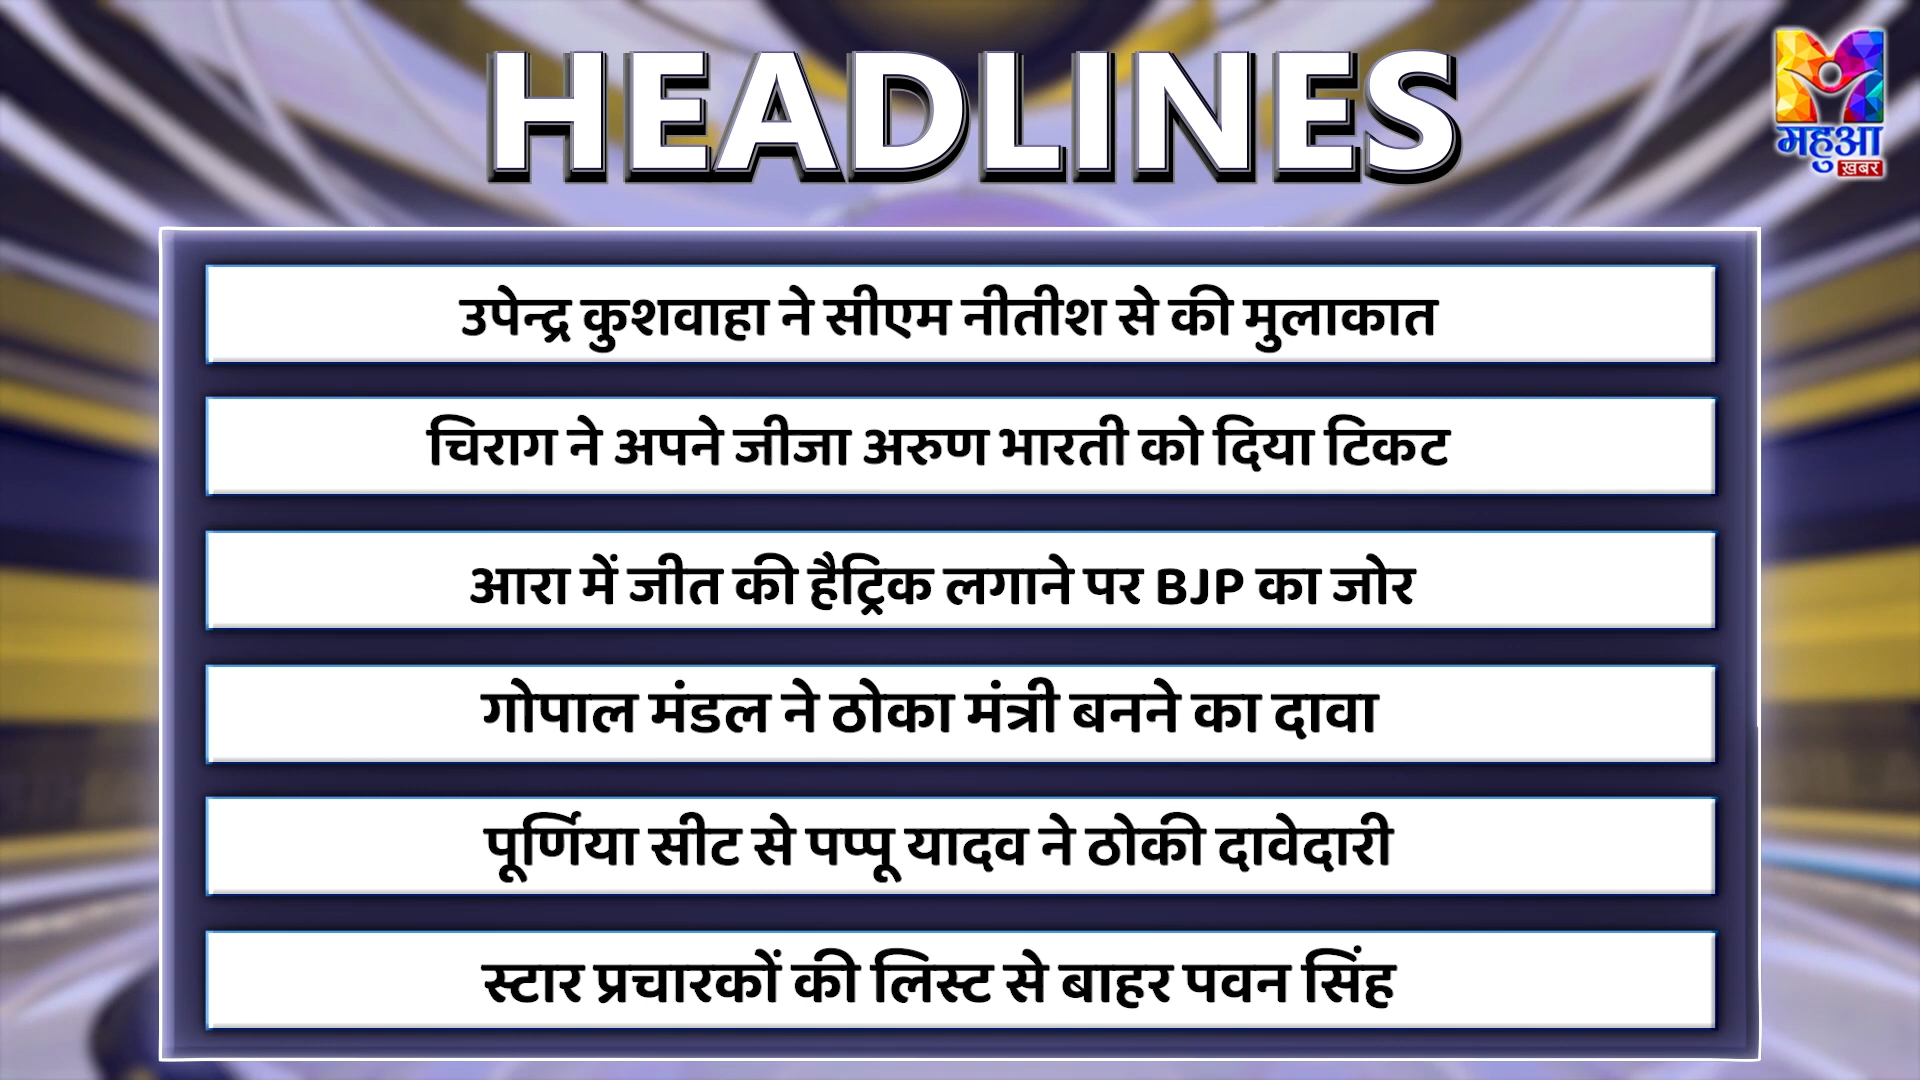 HEADLINES
महुआ
ख़बर
उपेन्द्र कुशवाहा ने सीएम नीतीश से की मुलाकात
चिराग ने अपने जीजा अरुण भारती को दिया टिकट
आरा में जीत की हैट्रिक लगाने पर BJP का जोर
गोपाल मंडल ने ठोका मंत्री बनने का दावा
पूर्णिया सीट से पप्पू यादव ने ठोकी दावेदारी
स्टार प्रचारकों की लिस्ट से बाहर पवन सिंह